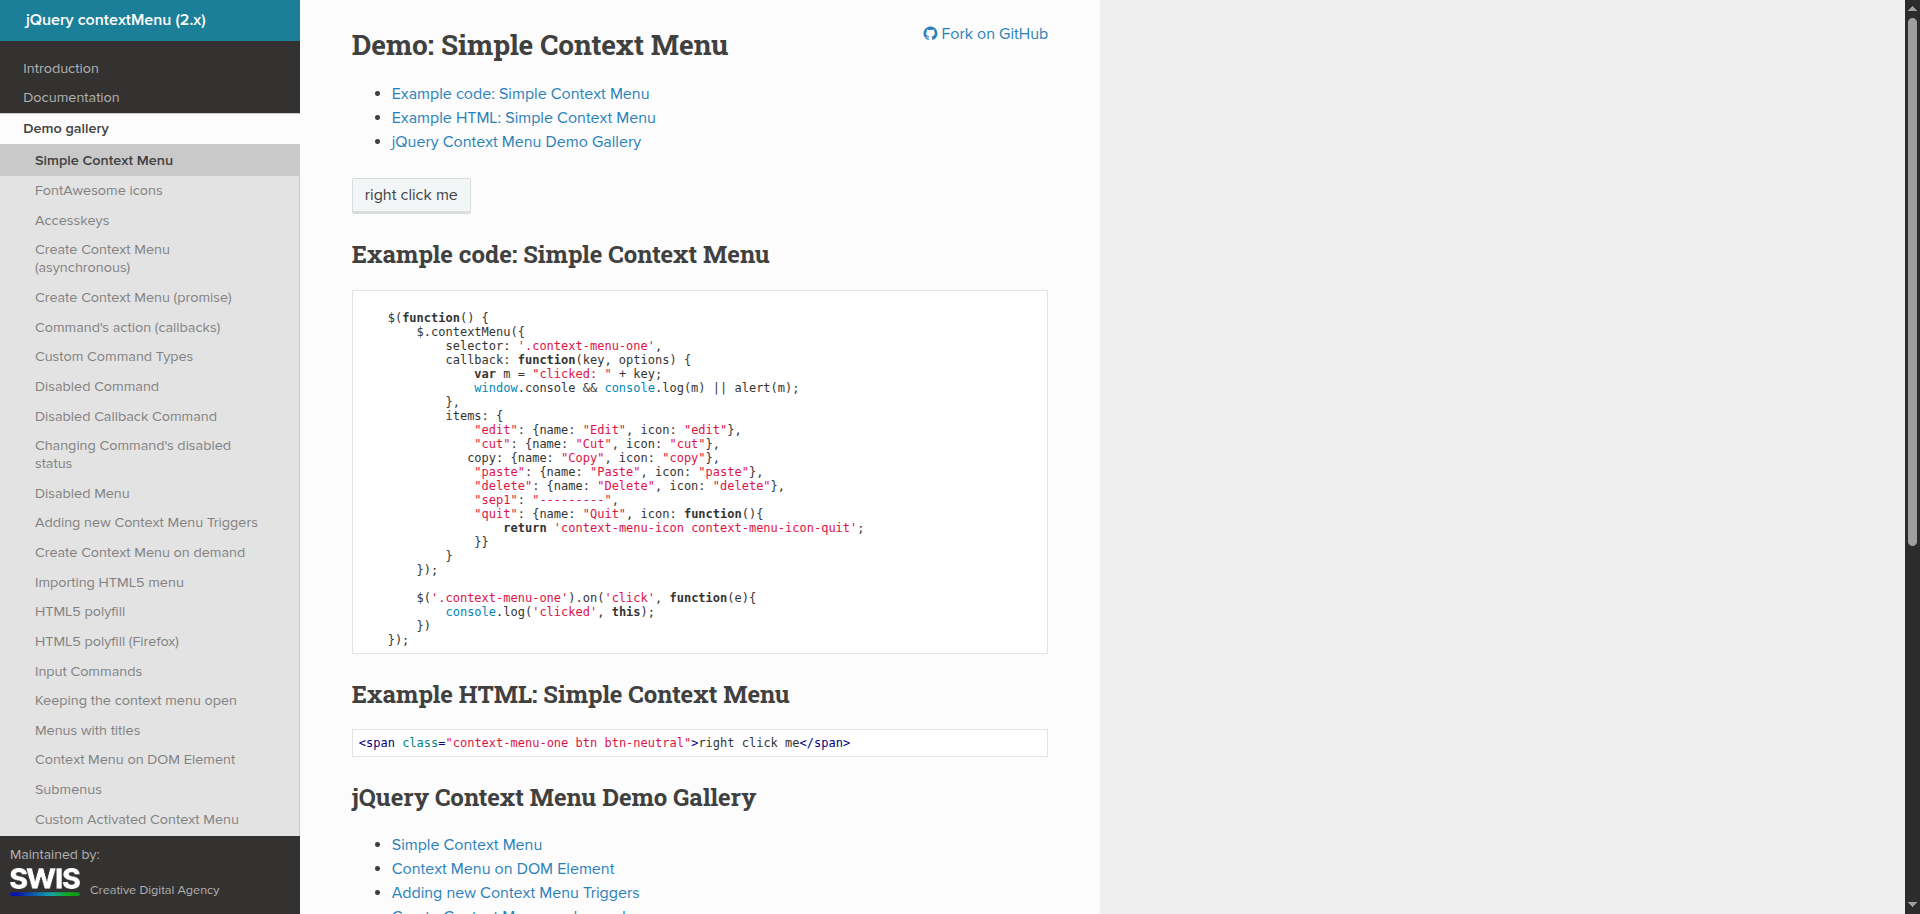 jQuery contextMenu (2.x)
Introduction
Documentation
Demo gallery
Simple Context Menu
FontAwesome icons
Accesskeys
Create Context Menu
(asynchronous)
Create Context Menu (promise)
Command's action (callbacks)
Custom Command Types
Disabled Command
Disabled Callback Command
Changing Command's disabled
status
Disabled Menu
Adding new Context Menu Triggers
Create Context Menu on demand
Importing HTML5 menu
HTML5 polyfill
HTML5 polyfill (Firefox)
Input Commands
Keeping the context menu open
Menus with titles
Context Menu on DOM Element
Submenus
Custom Activated Context Menu
Maintained by:
SWIS Creative Digital Agency
Fork on GitHub
Demo: Simple Context Menu
Example code: Simple Context Menu
Example HTML: Simple Context Menu
jQuery Context Menu Demo Gallery
right click me
Example code: Simple Context Menu
$(function() {
$.contextMenu({
selector: '.context-menu-one',
callback: function(key, options) {
var m = "clicked: " + key;
window.console && console.log(m) || alert(m);
},
items: {
"edit": {name: "Edit", icon: "edit"},
"cut": {name: "Cut", icon: "cut"},
copy: {name: "Copy", icon: "copy"},
"paste": {name: "Paste", icon: "paste"},
"delete": {name: "Delete", icon: "delete"},
"sep1": "---------",
"quit": {name: "Quit", icon: function(){
return 'context-menu-icon context-menu-icon-quit';
}}
}
});
$('.context-menu-one').on('click', function(e){
console.log('clicked', this);
})
});
Example HTML: Simple Context Menu
<span class="context-menu-one btn btn-neutral">right click me</span>
jQuery Context Menu Demo Gallery
Simple Context Menu
Context Menu on DOM Element
Adding new Context Menu Triggers